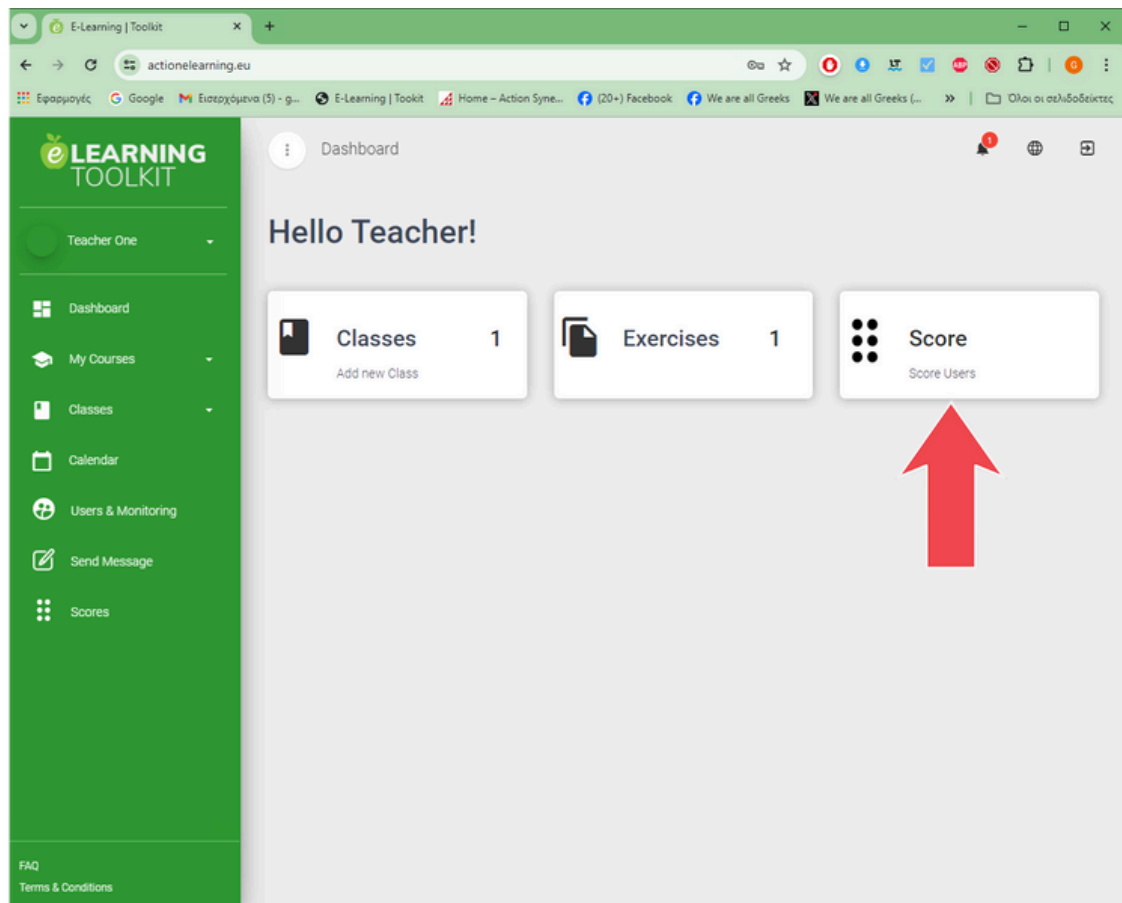 E-Learning | Toolkit
actionelearning.eu
Εφαρμογές
Google
Εισερχόμενα (5) - g...
E-Learning | Tookit
Home – Action Syne...
(20+) Facebook
We are all Greeks
We are all Greeks (...
»
Όλοι οι σελιδοδείκτες
e LEARNING
TOOLKIT
Dashboard
1
Teacher One
Hello Teacher!
Dashboard
My Courses
Classes
Calendar
Users & Monitoring
Send Message
Scores
Classes 1
Add new Class
Exercises 1
Score
Score Users
FAQ
Terms & Conditions